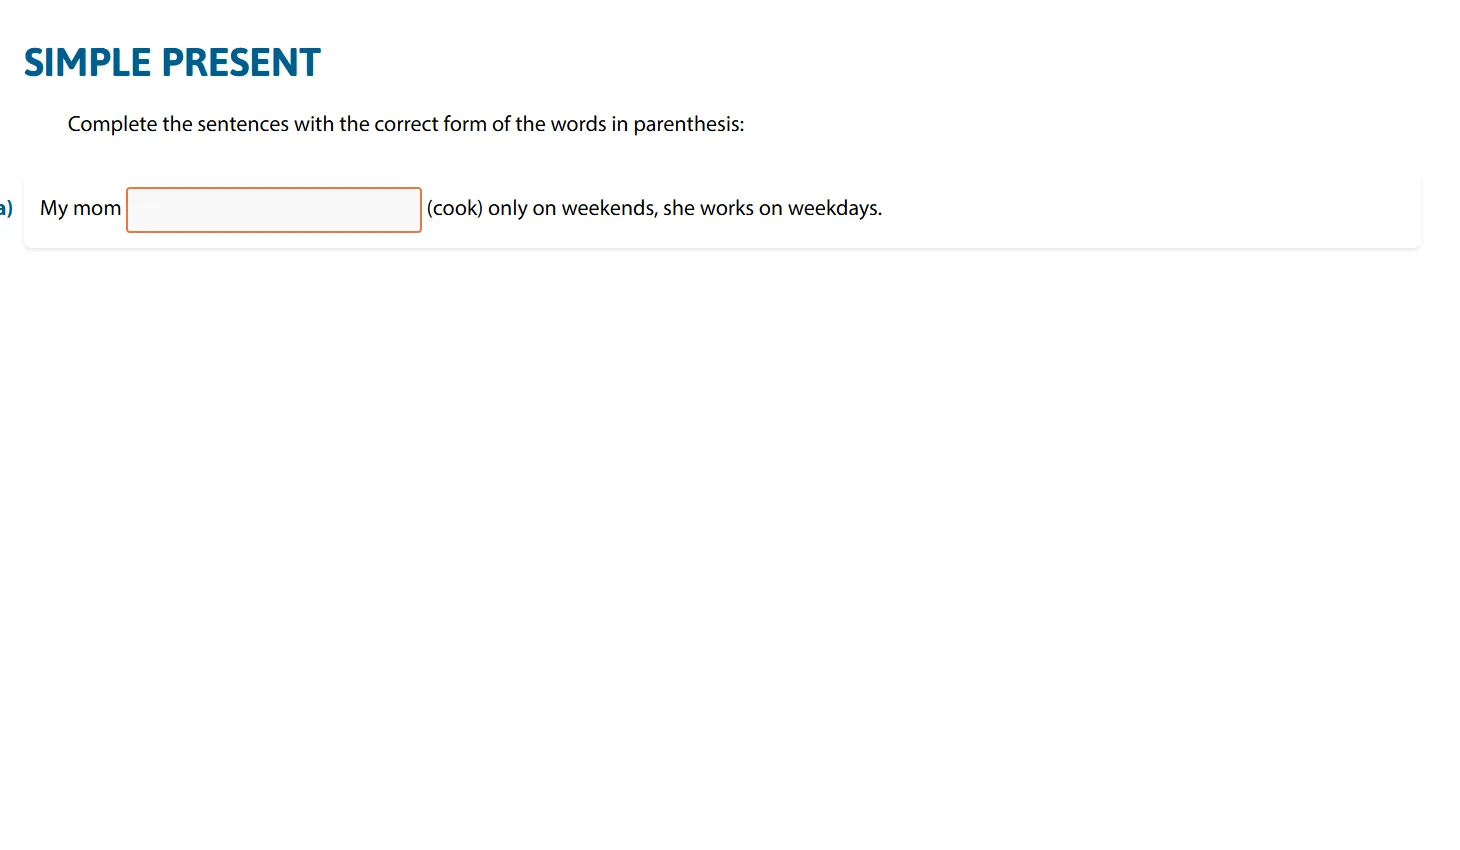 SIMPLE PRESENT
Complete the sentences with the correct form of the words in parenthesis:
a) My mom (cook) only on weekends, she works on weekdays.